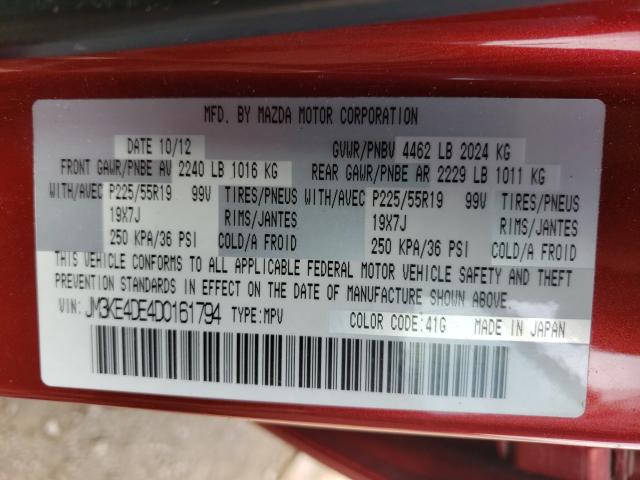 MFD. BY MAZDA MOTOR CORPORATION
DATE 10/12 GVWR/PNBV 4462 LB 2024 KG
FRONT GAWR/PNBE AV 2240 LB 1016 KG REAR GAWR/PNBE AR 2229 LB 1011 KG
WITH/AVEC P225/55R19 99V TIRES/PNEUS WITH/AVEC P225/55R19 99V TIRES/PNEUS
19X7J RIMS/JANTES 19X7J RIMS/JANTES
250 KPA/36 PSI COLD/A FROID 250 KPA/36 PSI COLD/A FROID
THIS VEHICLE CONFORMS TO ALL APPLICABLE FEDERAL MOTOR VEHICLE SAFETY AND THEFT
PREVENTION STANDARDS IN EFFECT ON THE DATE OF MANUFACTURE SHOWN ABOVE.
VIN: JM3KE4DE4D0161794 TYPE:MPV COLOR CODE:41G MADE IN JAPAN